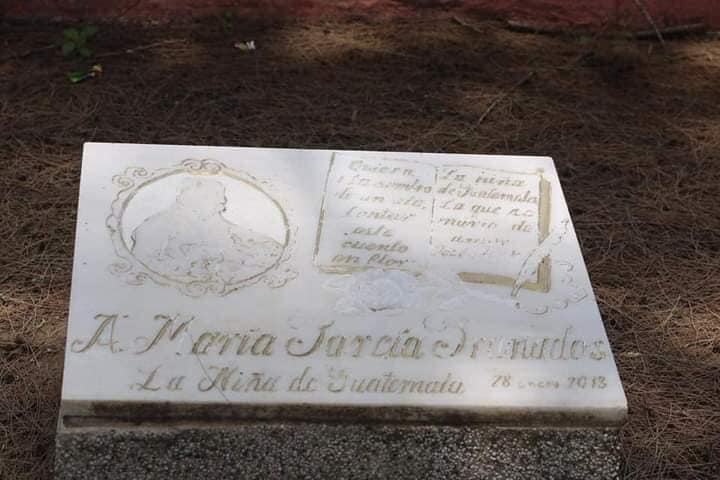 Quiero
a La sombra
de un ala,
Contar
este
cuento
en flor
La niña
de Guatemala,
La que se
murió de
amor
A María García Granados
La Niña de Guatemala
28 enero 2013